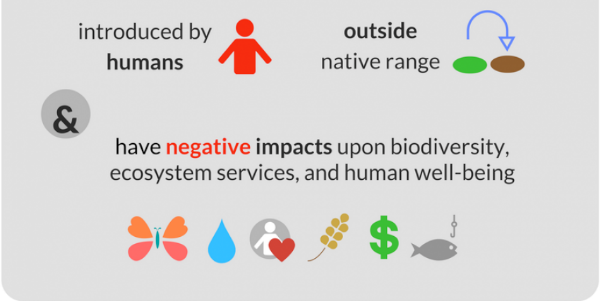 introduced by
humans
outside
native range
&
have negative impacts upon biodiversity,
ecosystem services, and human well-being
$